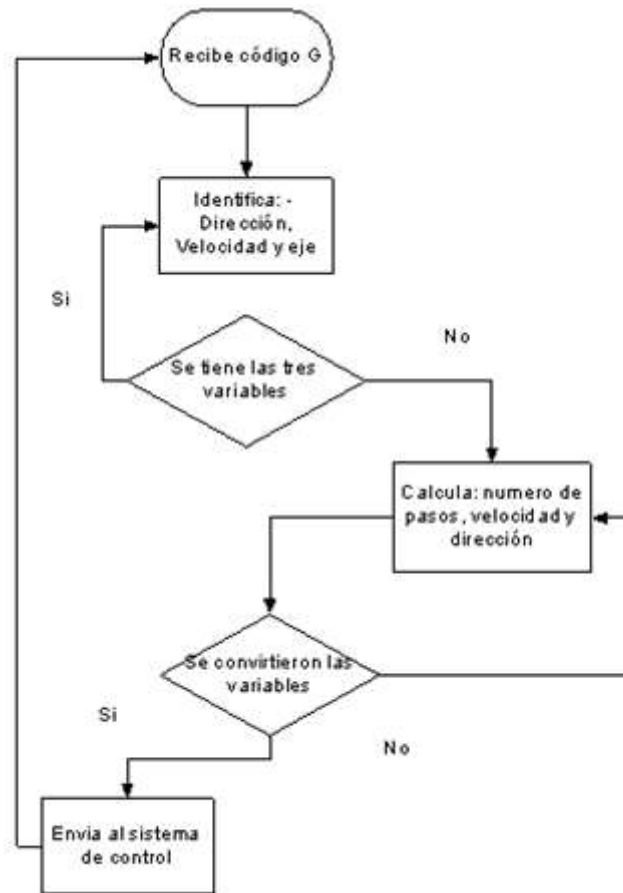 Recibe código G
Identifica: -
Dirección,
Velocidad y eje
Si
No
Se tiene las tres
variables
Calcula: numero de
pasos, velocidad y
dirección
Se convirtieron las
variables
Si
No
Envia al sistema
de control